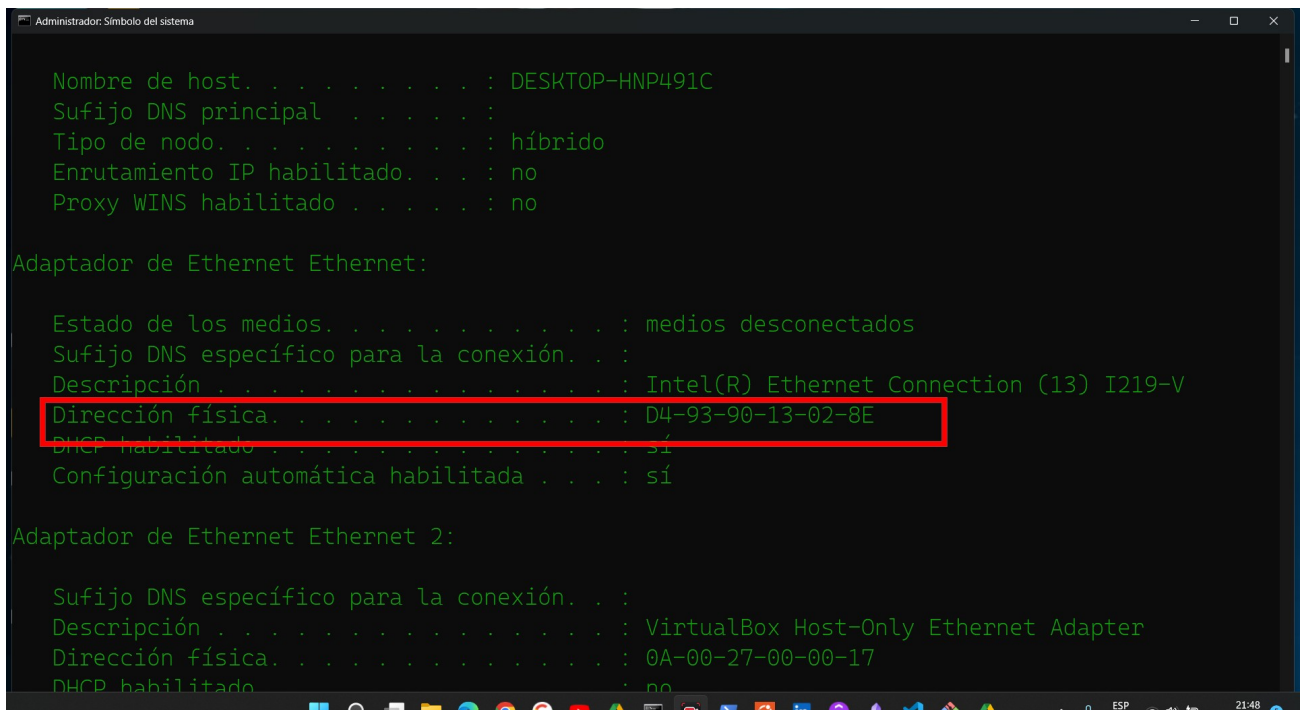 Administrador: Símbolo del sistema
Nombre de host. . . . . . . . . : DESKTOP-HNP491C
Sufijo DNS principal  . . . . . :
Tipo de nodo. . . . . . . . . . : híbrido
Enrutamiento IP habilitado. . . : no
Proxy WINS habilitado . . . . . : no
Adaptador de Ethernet Ethernet:
Estado de los medios. . . . . . . . . . . : medios desconectados
Sufijo DNS específico para la conexión. . :
Descripción . . . . . . . . . . . . . . . : Intel(R) Ethernet Connection (13) I219-V
Dirección física. . . . . . . . . . . . . : D4-93-90-13-02-8E
DHCP habilitado . . . . . . . . . . . . . : sí
Configuración automática habilitada . . . : sí
Adaptador de Ethernet Ethernet 2:
Sufijo DNS específico para la conexión. . :
Descripción . . . . . . . . . . . . . . . : VirtualBox Host-Only Ethernet Adapter
Dirección física. . . . . . . . . . . . . : 0A-00-27-00-00-17
DHCP habilitado . . . . . . . . . . . . . : no
ESP
21:48